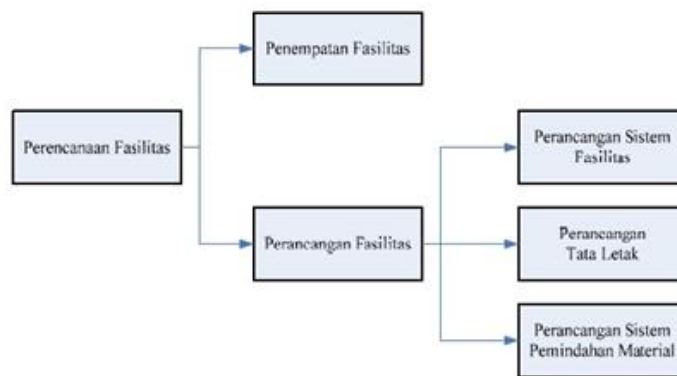 Penempatan Fasilitas
Perencanaan Fasilitas
Perancangan Sistem
Fasilitas
Perancangan Fasilitas
Perancangan
Tata Letak
Perancangan Sistem
Pemindahan Material